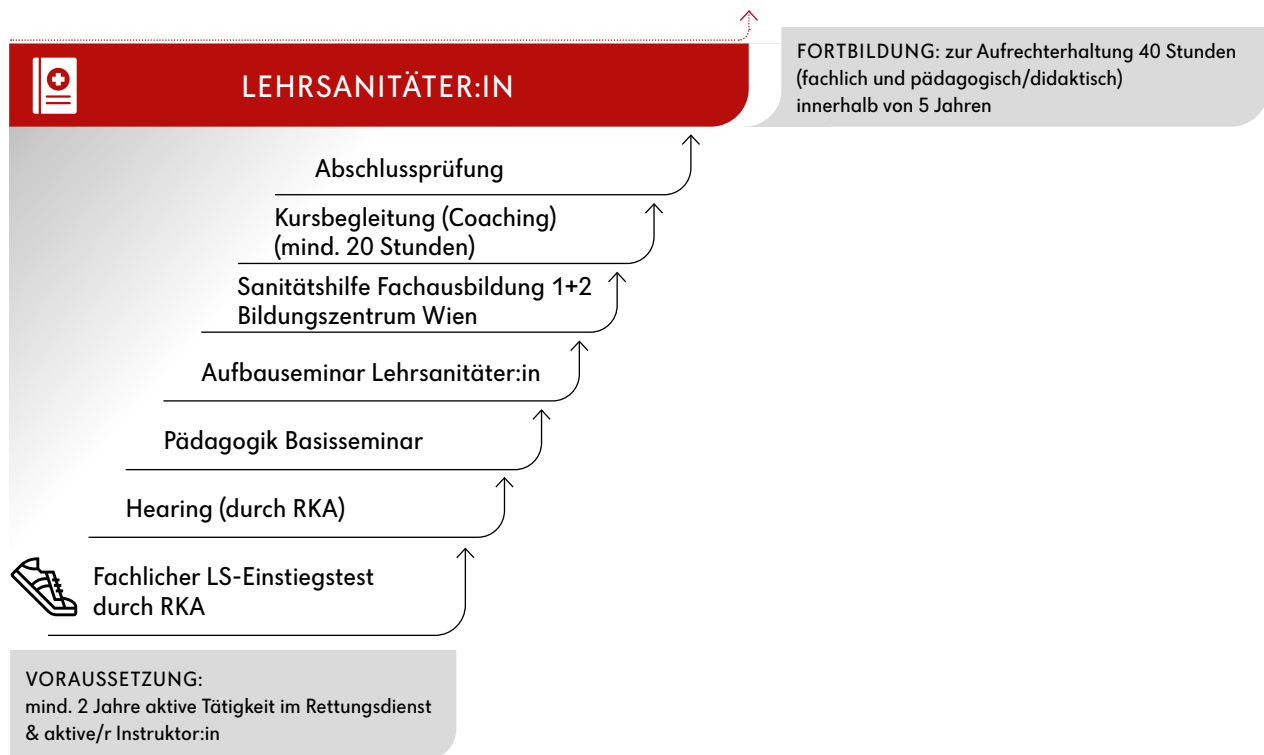 LEHRSANITÄTER:IN
FORTBILDUNG: zur Aufrechterhaltung 40 Stunden
(fachlich und pädagogisch/didaktisch)
innerhalb von 5 Jahren
Abschlussprüfung
Kursbegleitung (Coaching)
(mind. 20 Stunden)
Sanitätshilfe Fachausbildung 1+2
Bildungszentrum Wien
Aufbauseminar Lehrsanitäter:in
Pädagogik Basisseminar
Hearing (durch RKA)
Fachlicher LS-Einstiegstest
durch RKA
VORAUSSETZUNG:
mind. 2 Jahre aktive Tätigkeit im Rettungsdienst
& aktive/r Instruktor:in